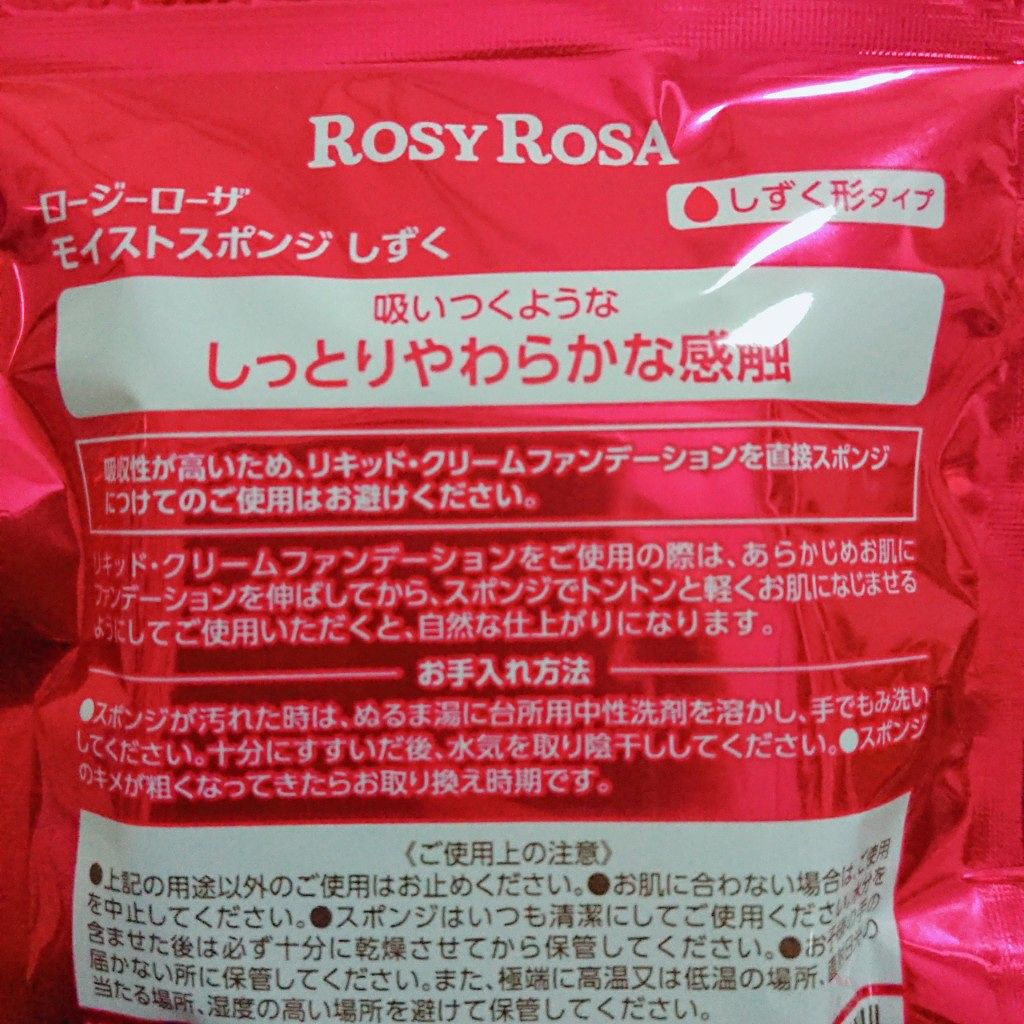 ROSY ROSA
ロージーローザ
しずく形タイプ
モイストスポンジ しずく
吸いつくような
しっとりやわらかな感触
吸収性が高いため、リキッド・クリームファンデーションを直接スポンジ
につけてのご使用はお避けください。
リキッド・クリームファンデーションをご使用の際は、あらかじめお肌に
ファンデーションを伸ばしてから、スポンジでトントンと軽くお肌になじませる
ようにしてご使用いただくと、自然な仕上がりになります。
お手入れ方法
●スポンジが汚れた時は、ぬるま湯に台所用中性洗剤を溶かし、手でもみ洗い
してください。十分にすすいだ後、水気を取り陰干ししてください。●スポンジ
のキメが粗くなってきたらお取り換え時期です。
《ご使用上の注意》
●上記の用途以外のご使用はお止めください。●お肌に合わない場合は、ご使用
を中止してください。●スポンジはいつも清潔にしてご使用ください。水分を
含ませた後は必ず十分に乾燥させてから保管してください。●お子様の手の
届かない所に保管してください。また、極端に高温又は低温の場所、直射日光の
当たる場所、湿度の高い場所を避けて保管してください。